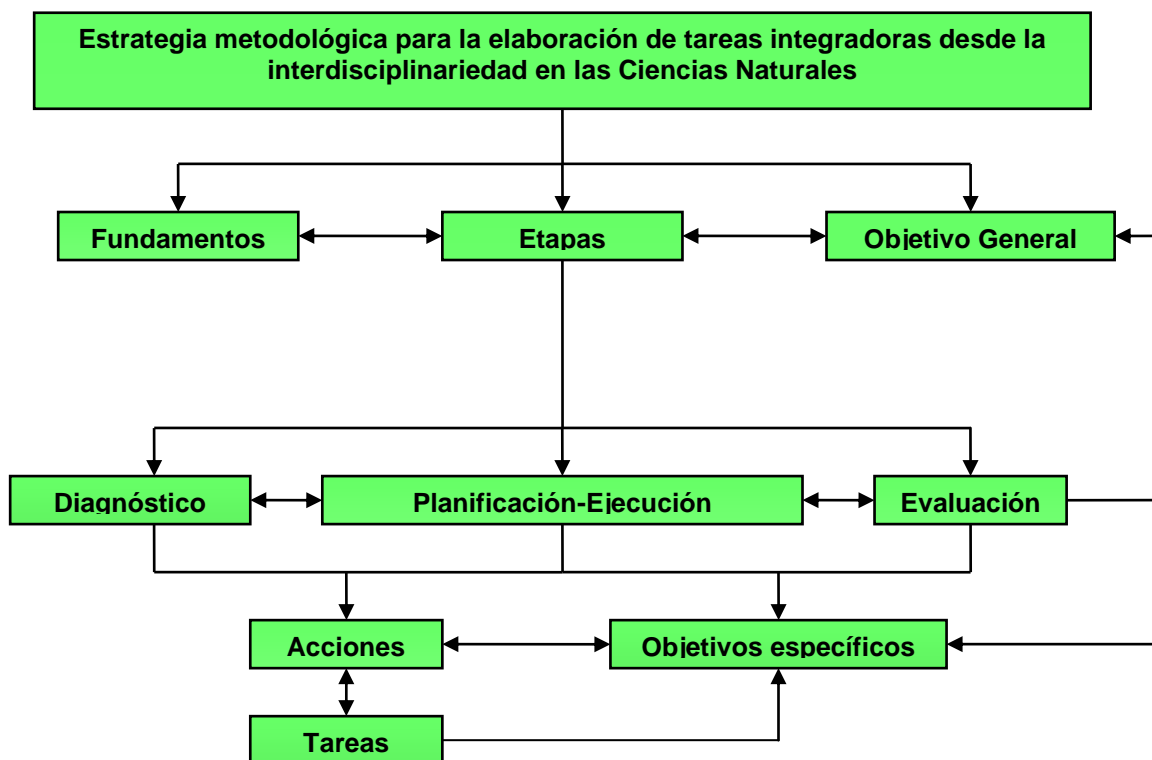 Estrategia metodológica para la elaboración de tareas integradoras desde la
interdisciplinariedad en las Ciencias Naturales
Fundamentos
Etapas
Objetivo General
Diagnóstico
Planificación-Ejecución
Evaluación
Acciones
Objetivos específicos
Tareas